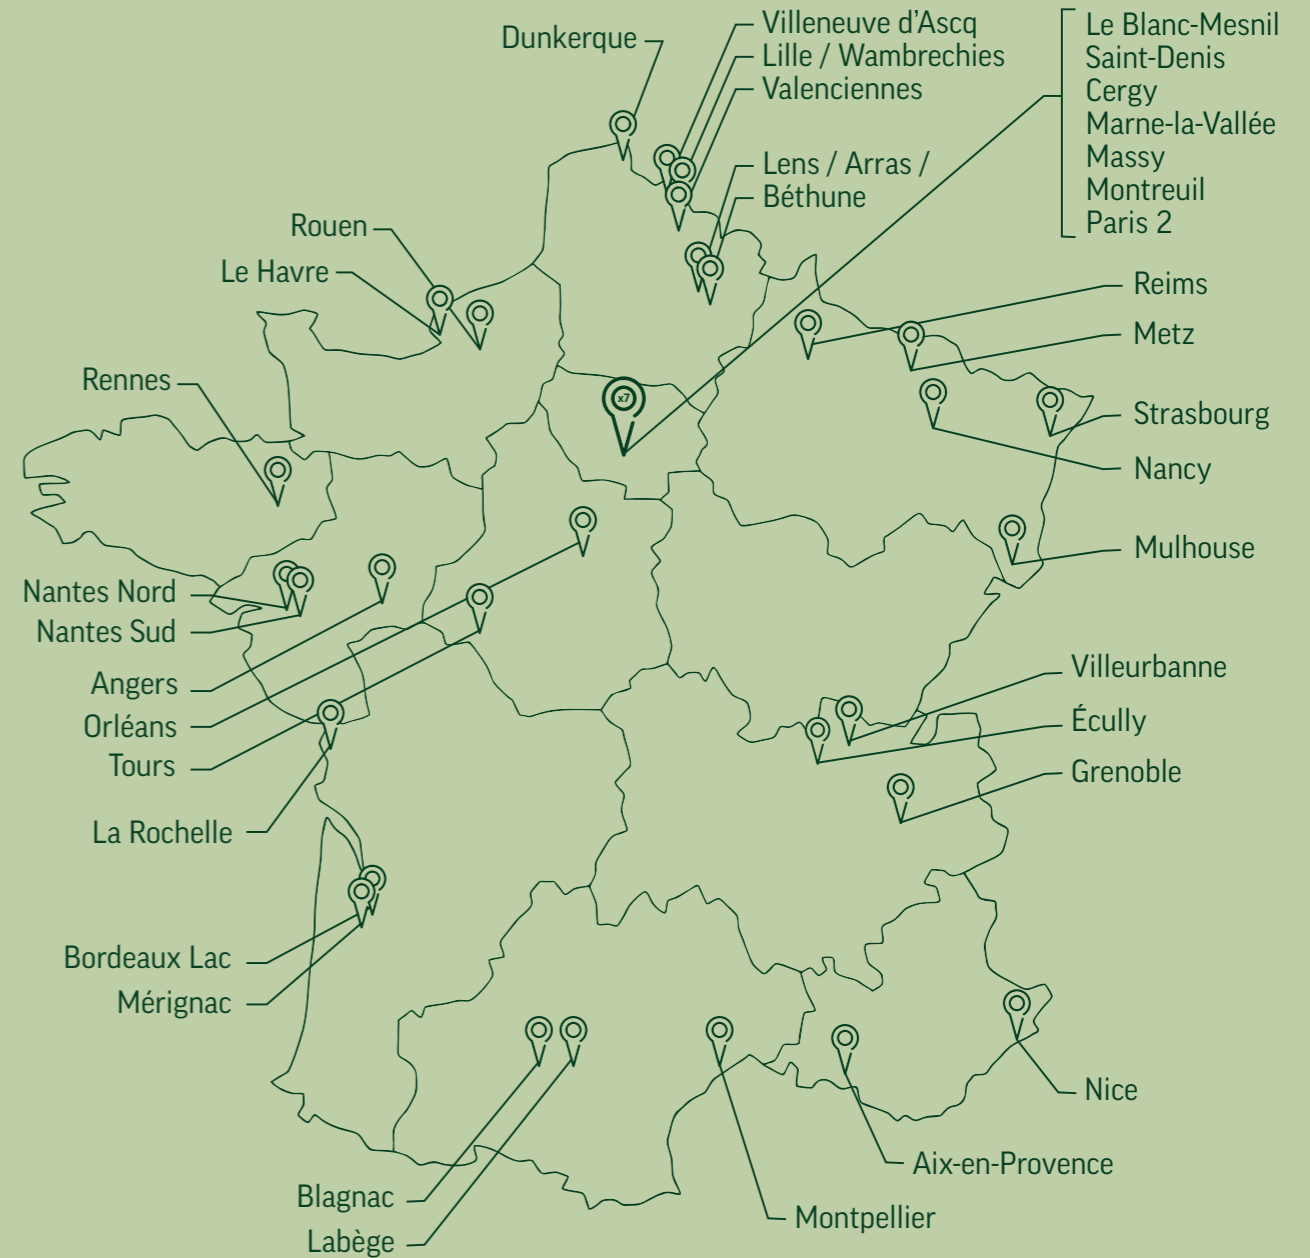 Dunkerque
Villeneuve d'Ascq
Lille / Wambrechies
Valenciennes
Lens / Arras /
Béthune
Le Blanc-Mesnil
Saint-Denis
Cergy
Marne-la-Vallée
Massy
Montreuil
Paris 2
Rouen
Le Havre
Rennes
x7
Reims
Metz
Strasbourg
Nancy
Mulhouse
Nantes Nord
Nantes Sud
Angers
Orléans
Tours
La Rochelle
Villeurbanne
Écully
Grenoble
Bordeaux Lac
Mérignac
Nice
Aix-en-Provence
Montpellier
Blagnac
Labège